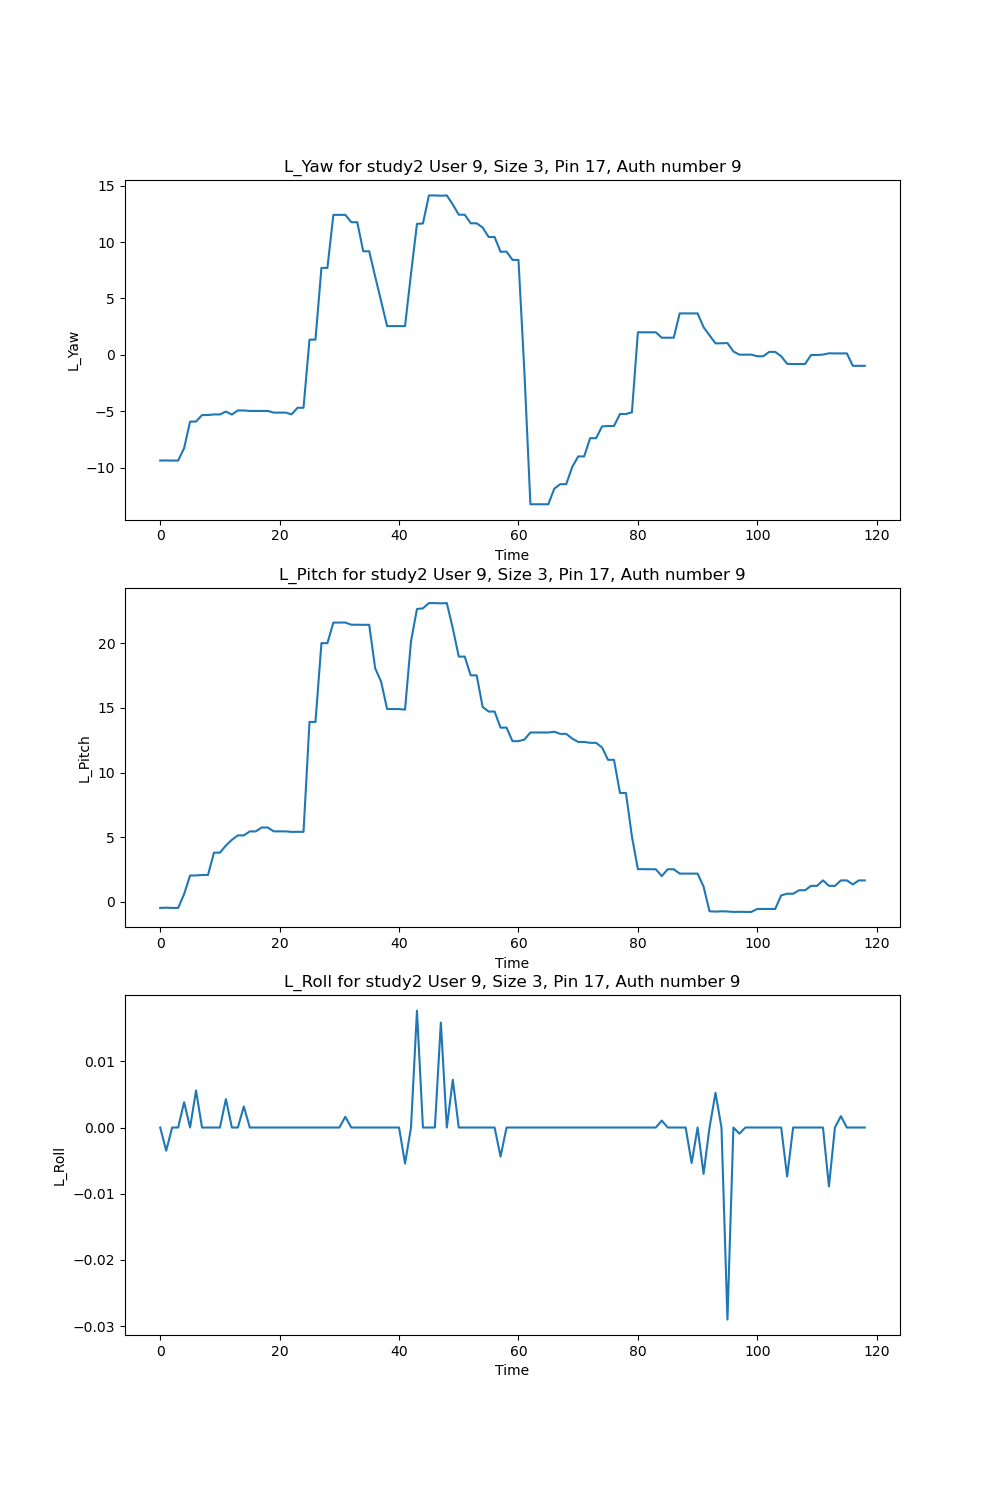 L_Yaw for study2 User 9, Size 3, Pin 17, Auth number 9
15
10
5
0
−5
−10
L_Yaw
0 20 40 60 80 100 120
Time
L_Pitch for study2 User 9, Size 3, Pin 17, Auth number 9
20
15
10
5
0
L_Pitch
0 20 40 60 80 100 120
Time
L_Roll for study2 User 9, Size 3, Pin 17, Auth number 9
0.01
0.00
−0.01
−0.02
−0.03
L_Roll
0 20 40 60 80 100 120
Time